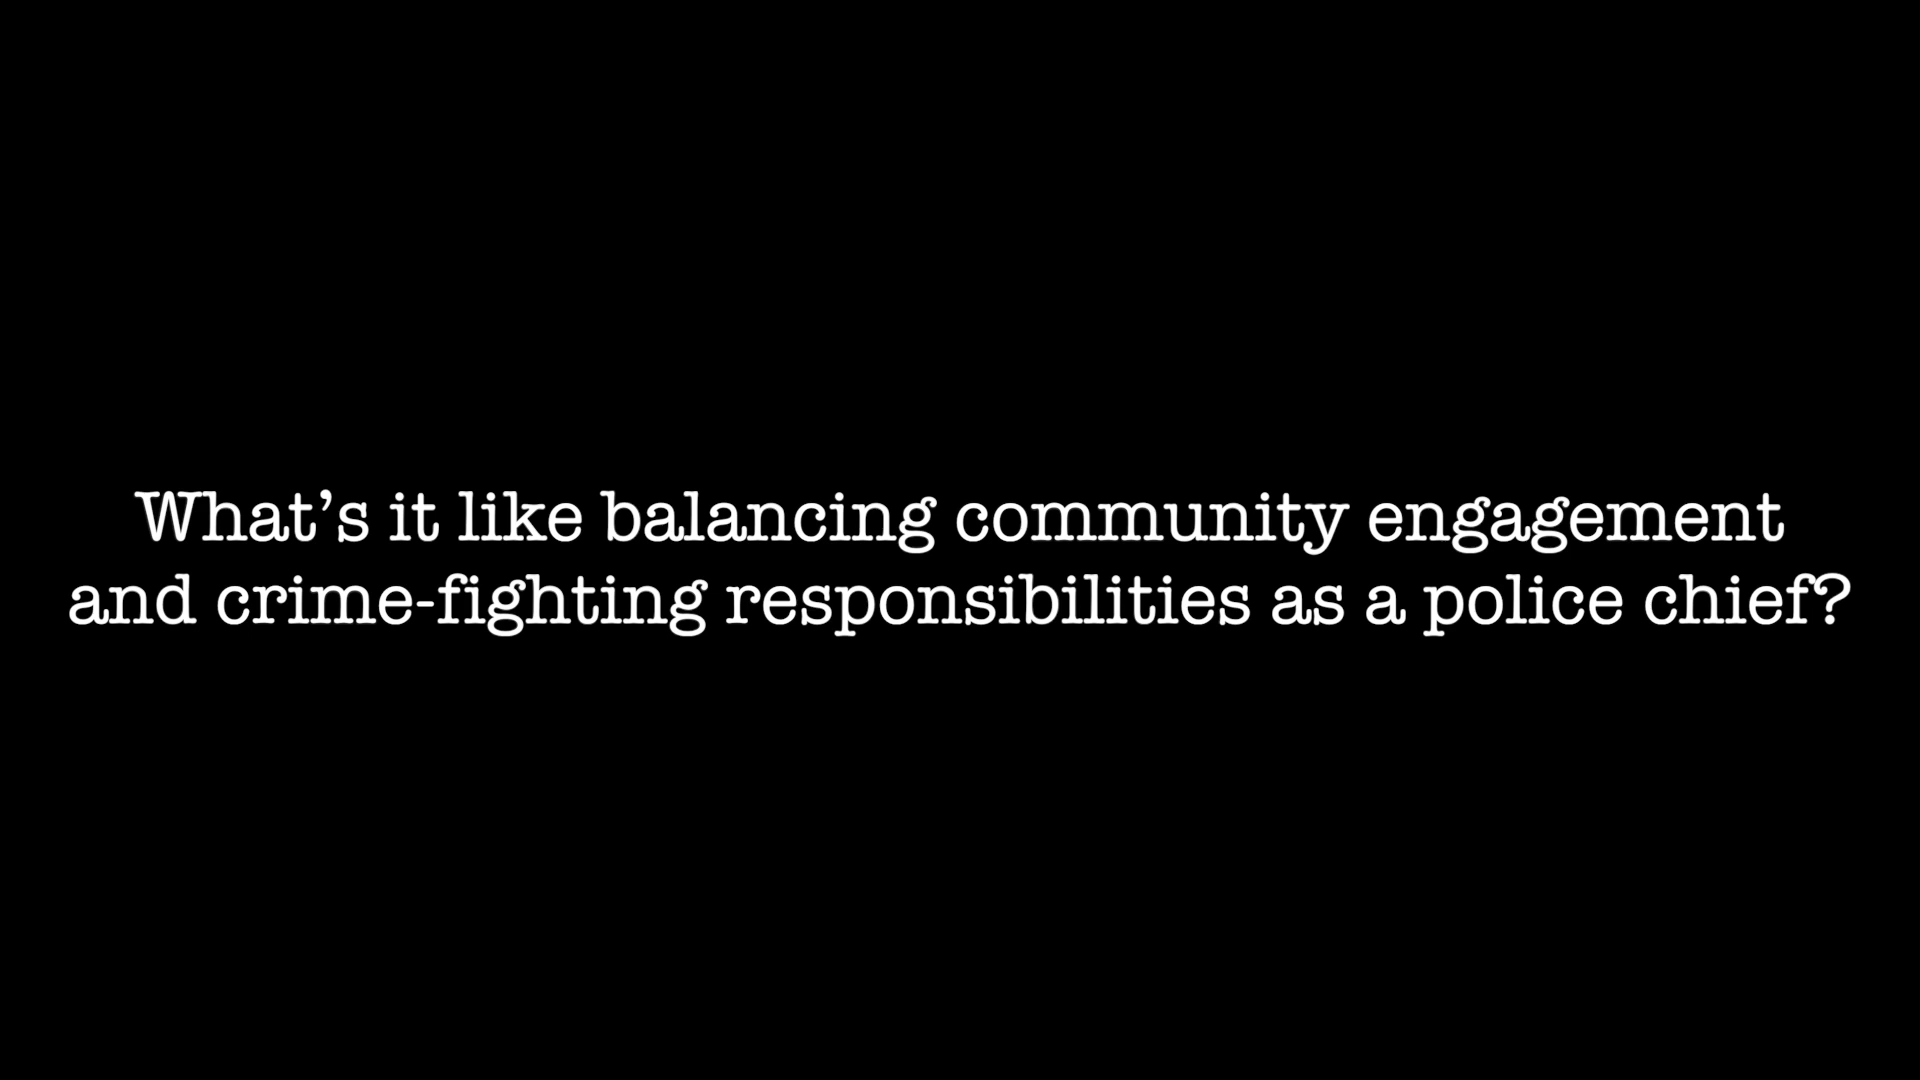 What’s it like balancing community engagement
and crime-fighting responsibilities as a police chief?